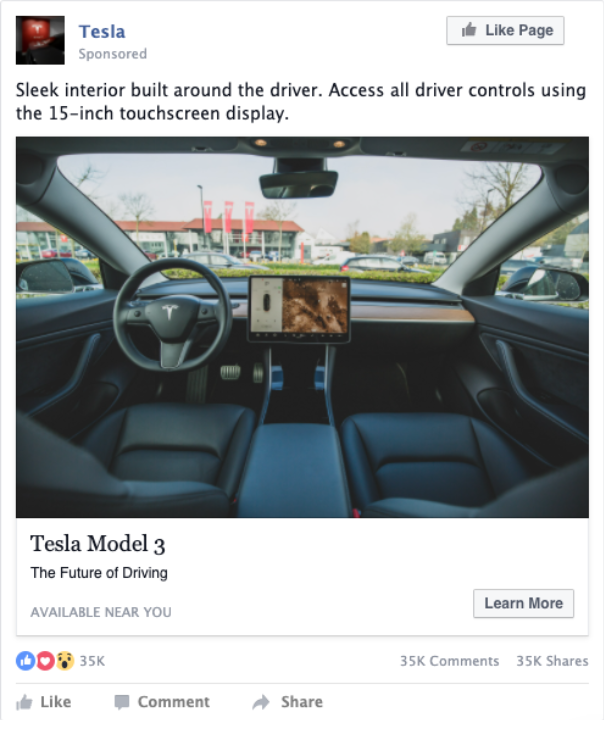 Tesla
Like Page
Sponsored
Sleek interior built around the driver. Access all driver controls using
the 15-inch touchscreen display.
Tesla Model 3
The Future of Driving
AVAILABLE NEAR YOU
Learn More
35K
35K Comments
35K Shares
Like
Comment
Share